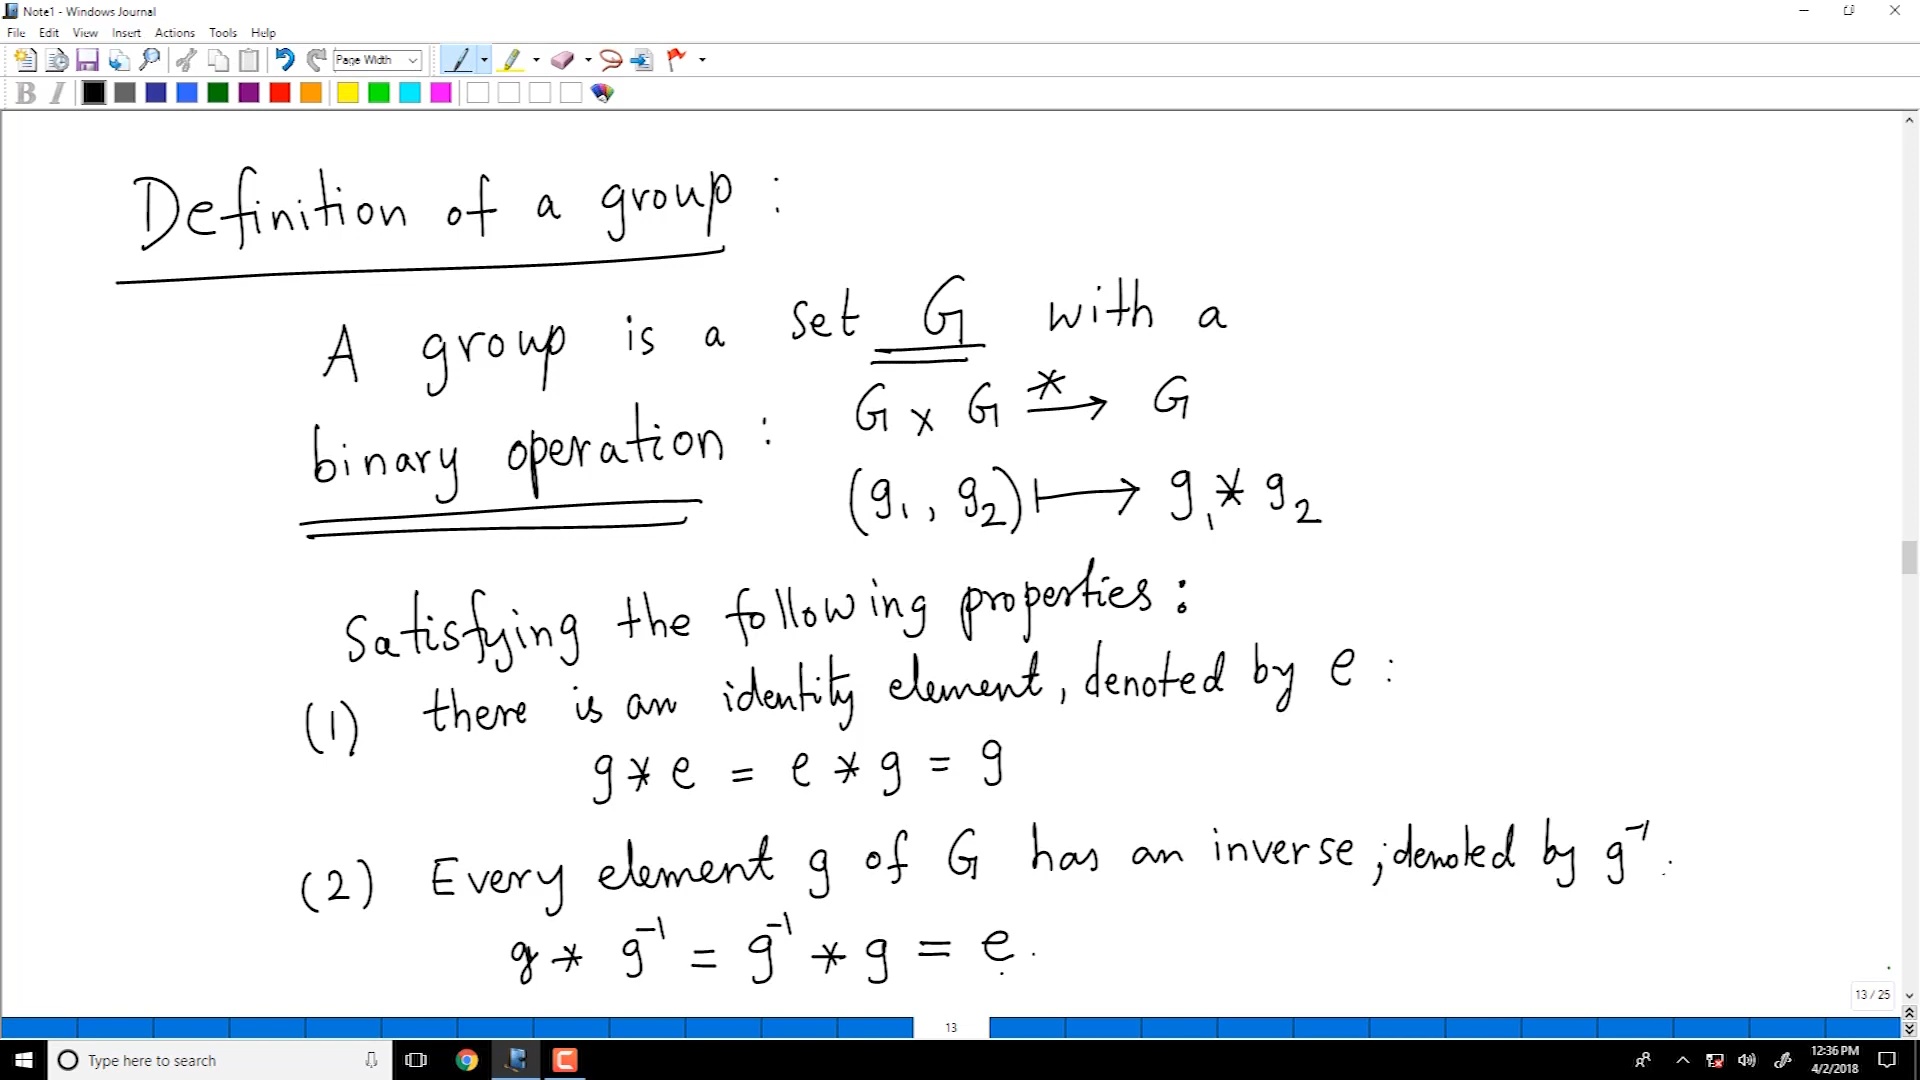 Note1 - Windows Journal
File Edit View Insert Actions Tools Help
Page Width
B I
Definition of a group :
A group is a set G with a
binary operation : G x G * → G
(g₁, g₂) ⟼ g₁ * g₂
Satisfying the following properties :
(1) there is an identity element, denoted by e :
g * e = e * g = g
(2) Every element g of G has an inverse, denoted by g⁻¹.
g * g⁻¹ = g⁻¹ * g = e.
13 / 25
13
Type here to search
12:36 PM
4/2/2018